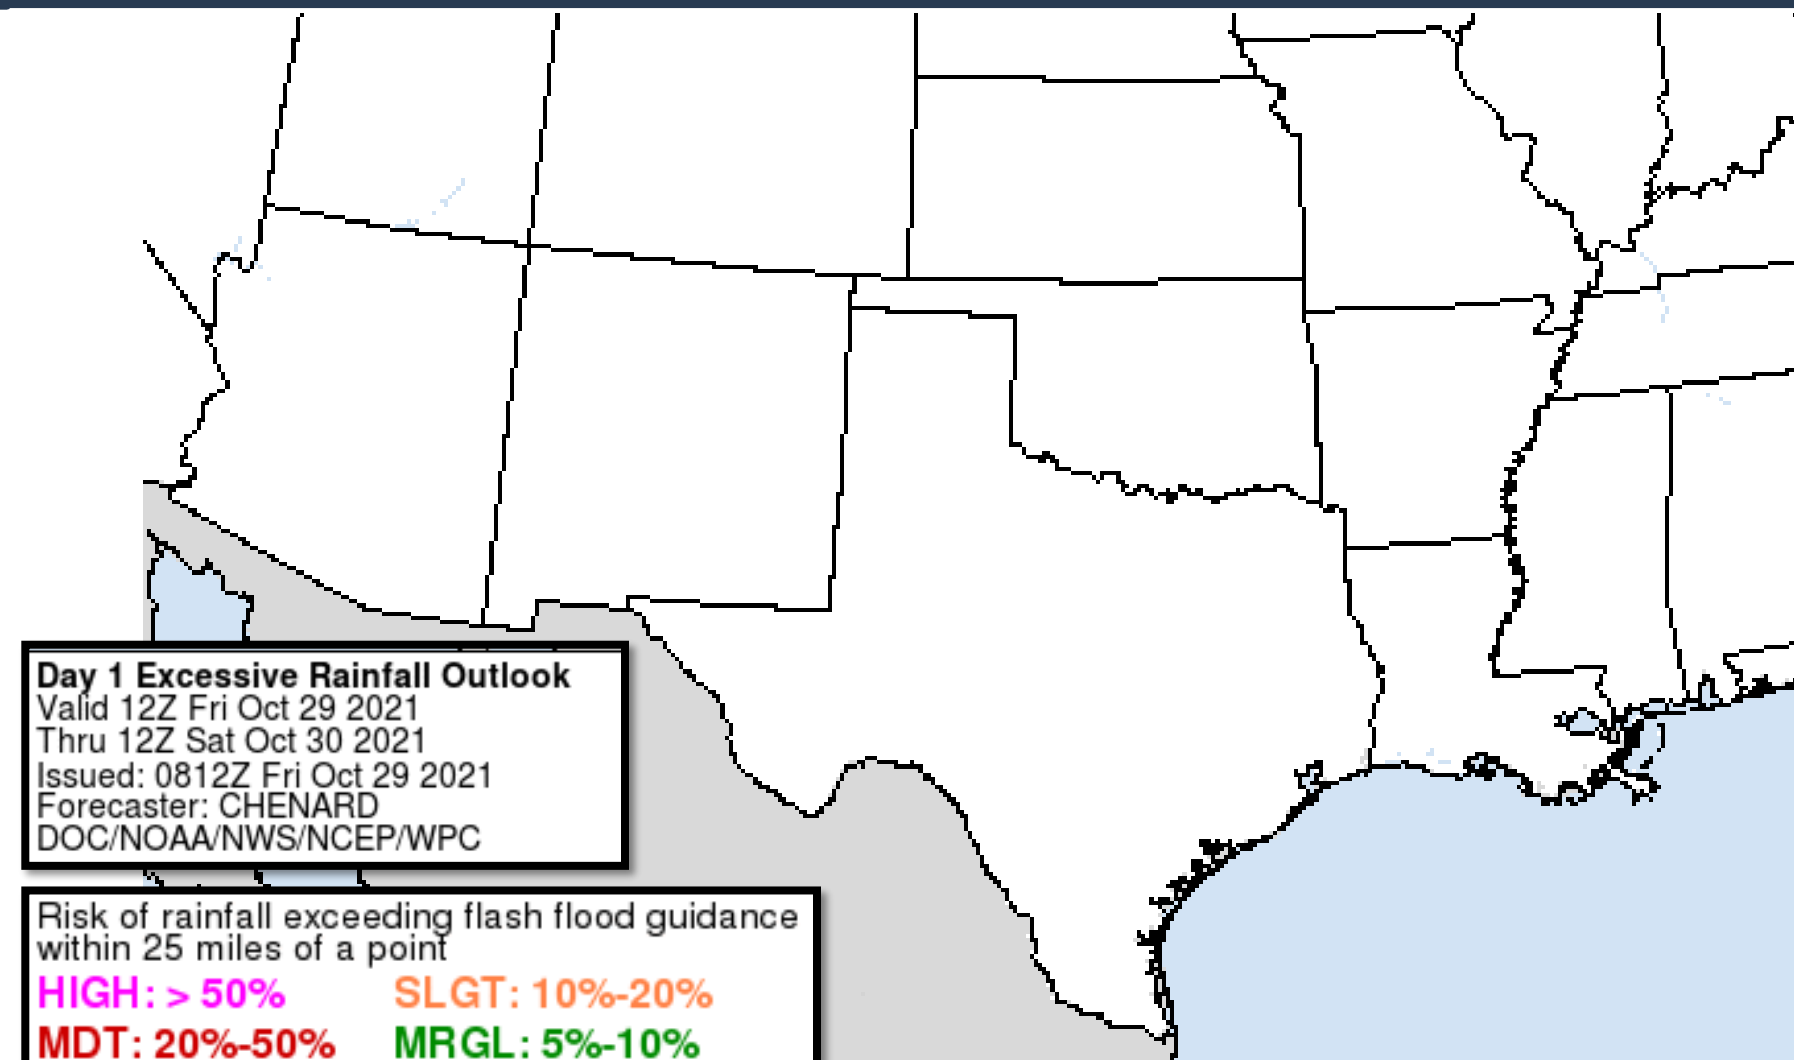 Day 1 Excessive Rainfall Outlook
Valid 12Z Fri Oct 29 2021
Thru 12Z Sat Oct 30 2021
Issued: 0812Z Fri Oct 29 2021
Forecaster: CHENARD
DOC/NOAA/NWS/NCEP/WPC
Risk of rainfall exceeding flash flood guidance
within 25 miles of a point
HIGH: > 50% SLGT: 10%-20%
MDT: 20%-50% MRGL: 5%-10%